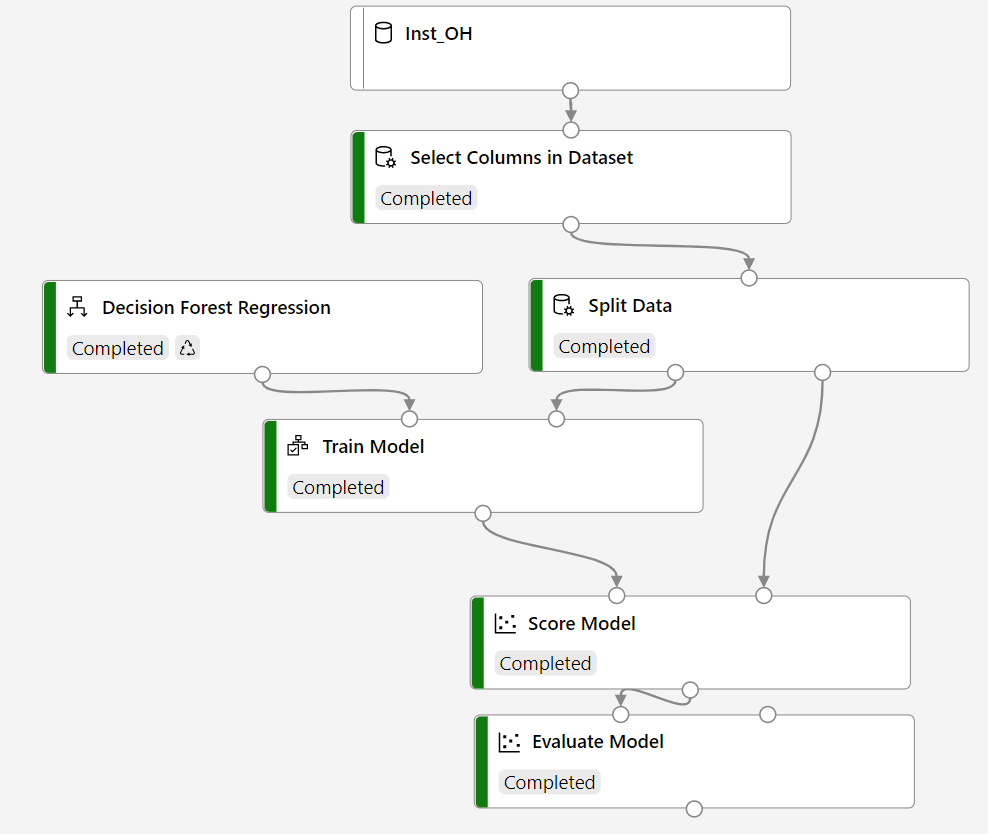 Inst_OH
Select Columns in Dataset
Completed
Decision Forest Regression
Completed
Split Data
Completed
Train Model
Completed
Score Model
Completed
Evaluate Model
Completed